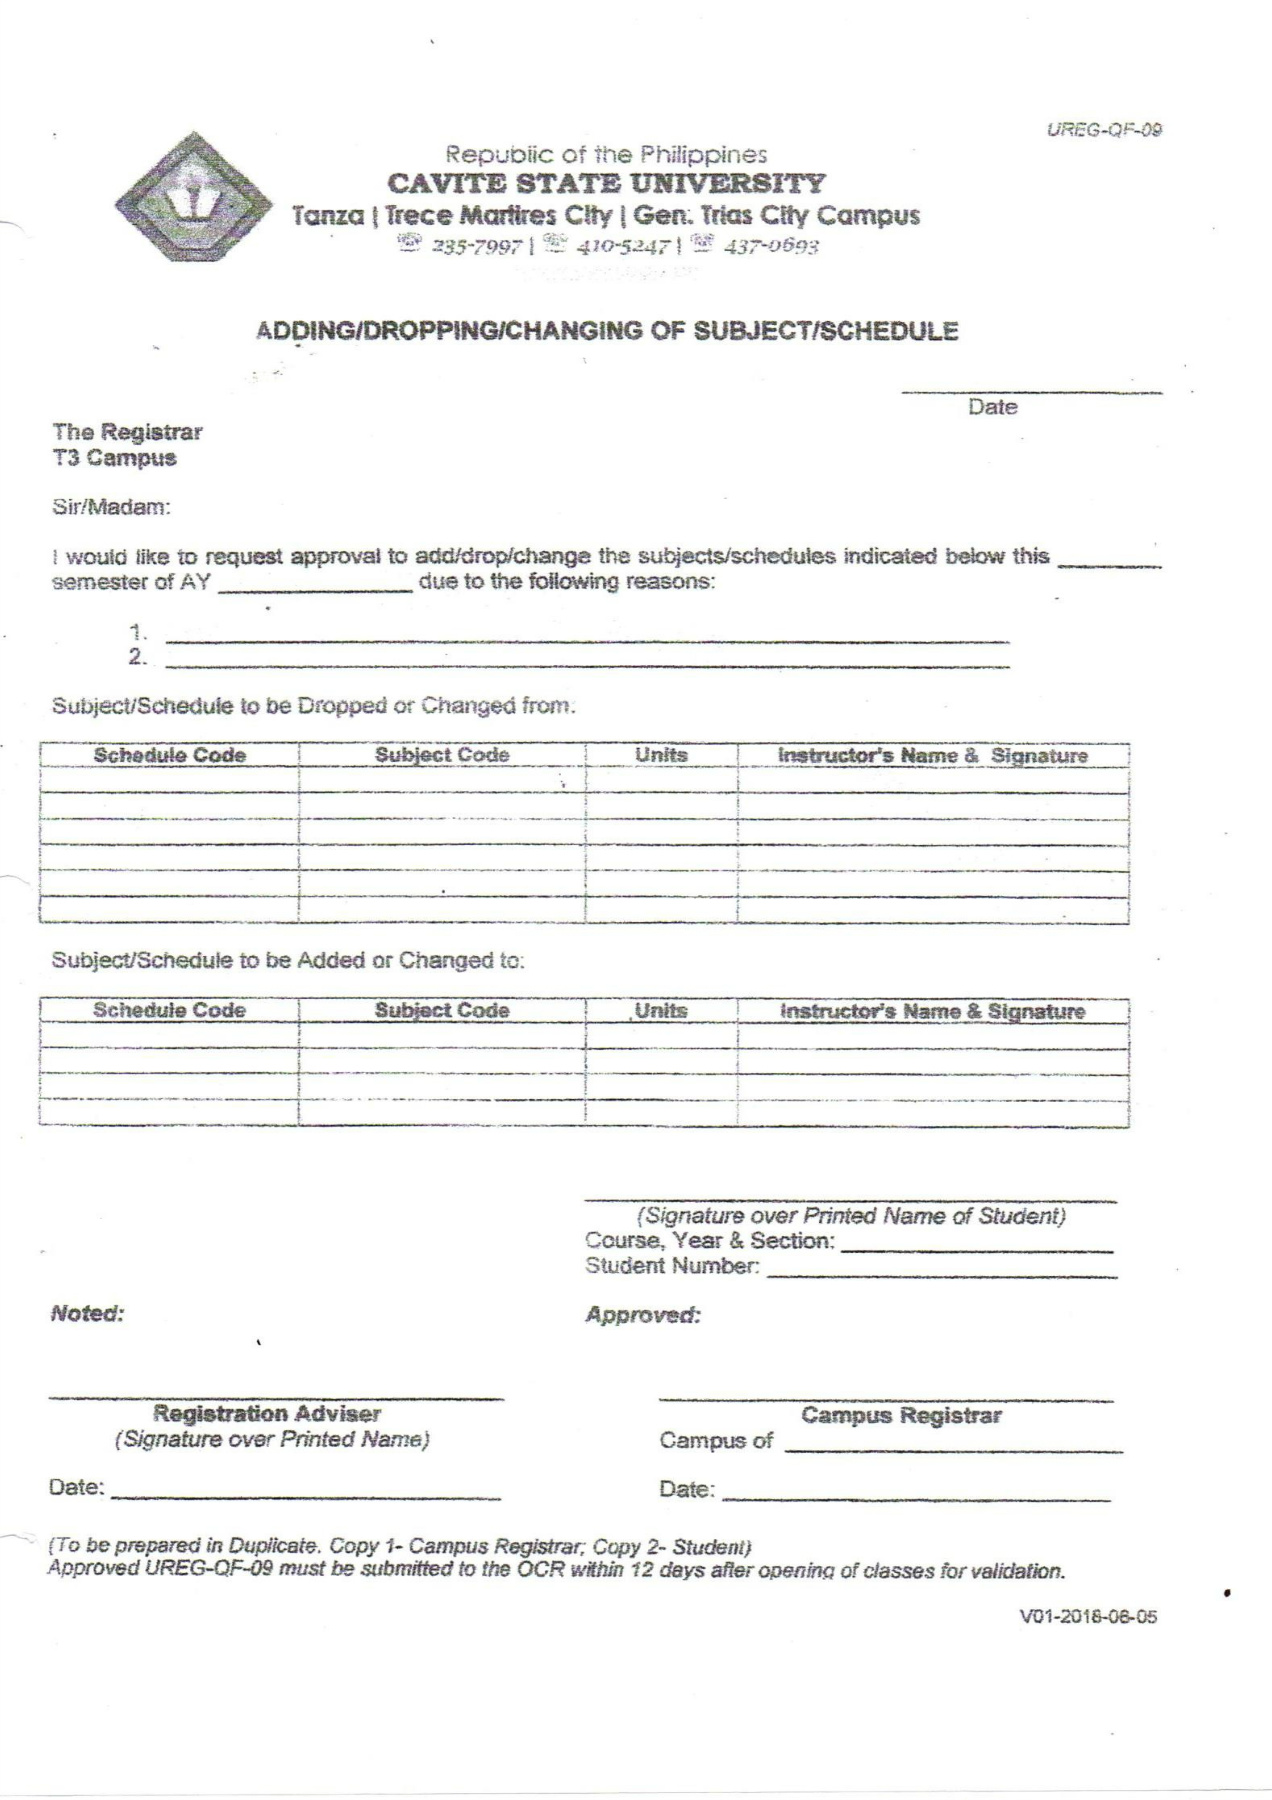 UREG-QF-09
Republic of the Philippines
CAVITE STATE UNIVERSITY
Tanza | Trece Martires City | Gen. Trias City Campus
☏ 235-7997 | ☏ 410-5247 | ☏ 437-0693
ADDING/DROPPING/CHANGING OF SUBJECT/SCHEDULE
Date
The Registrar
T3 Campus
Sir/Madam:
I would like to request approval to add/drop/change the subjects/schedules indicated below this ________
semester of AY ________________ due to the following reasons:
1. ________________
2. ________________
Subject/Schedule to be Dropped or Changed from:
Schedule Code Subject Code Units Instructor's Name & Signature
Subject/Schedule to be Added or Changed to:
Schedule Code Subject Code Units Instructor's Name & Signature
(Signature over Printed Name of Student)
Course, Year & Section: ________________
Student Number: ________________
Noted: Approved:
Registration Adviser Campus Registrar
(Signature over Printed Name) Campus of ________________
Date: ________________ Date: ________________
(To be prepared in Duplicate. Copy 1- Campus Registrar; Copy 2- Student)
Approved UREG-QF-09 must be submitted to the OCR within 12 days after opening of classes for validation.
V01-2018-06-05